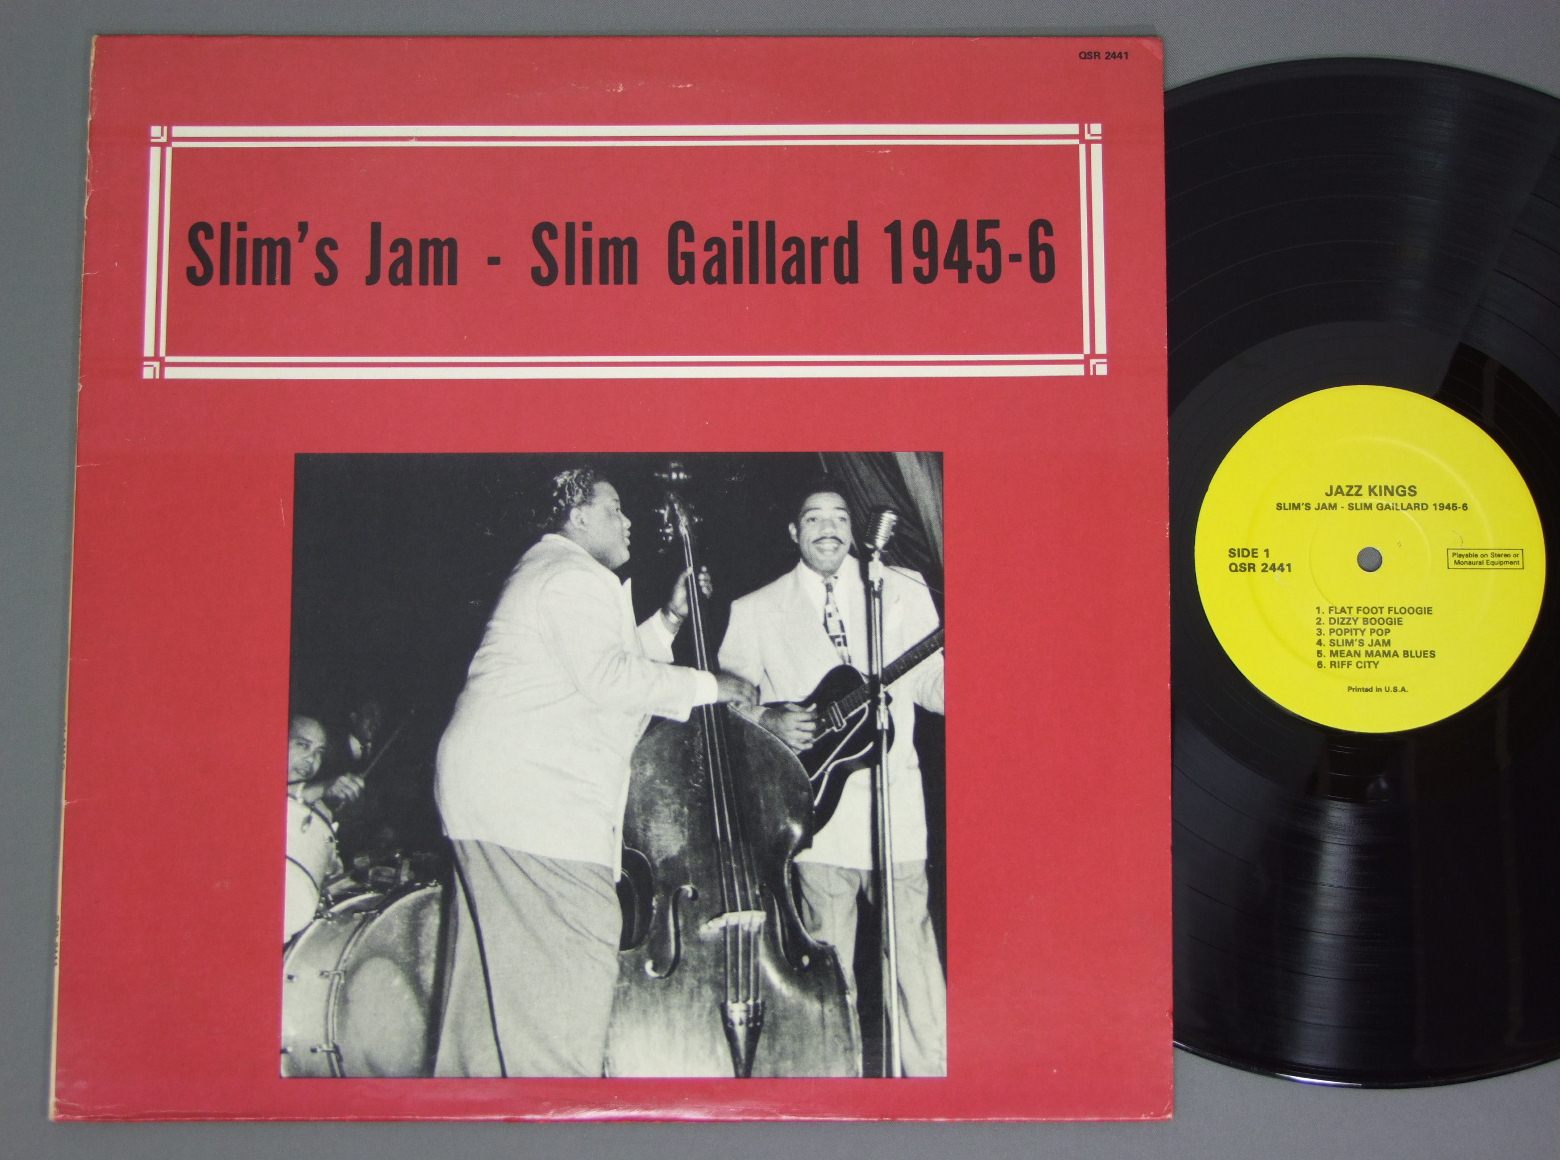 QSR 2441
Slim's Jam - Slim Gaillard 1945-6
JAZZ KINGS
SLIM'S JAM - SLIM GAILLARD 1945-6
SIDE 1
QSR 2441
Playable on Stereo or
Monaural Equipment
1. FLAT FOOT FLOOGIE
2. DIZZY BOOGIE
3. POPITY POP
4. SLIM'S JAM
5. MEAN MAMA BLUES
6. RIFF CITY
Printed in U.S.A.